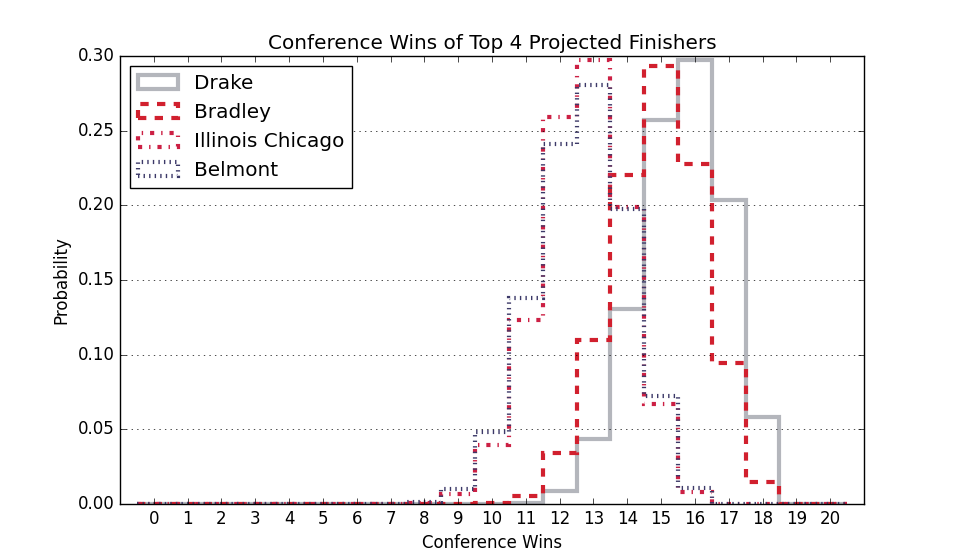 Conference Wins of Top 4 Projected Finishers
0.30
0.25
0.20
0.15
0.10
0.05
0.00
Probability
Drake
Bradley
Illinois Chicago
Belmont
0 1 2 3 4 5 6 7 8 9 10 11 12 13 14 15 16 17 18 19 20
Conference Wins